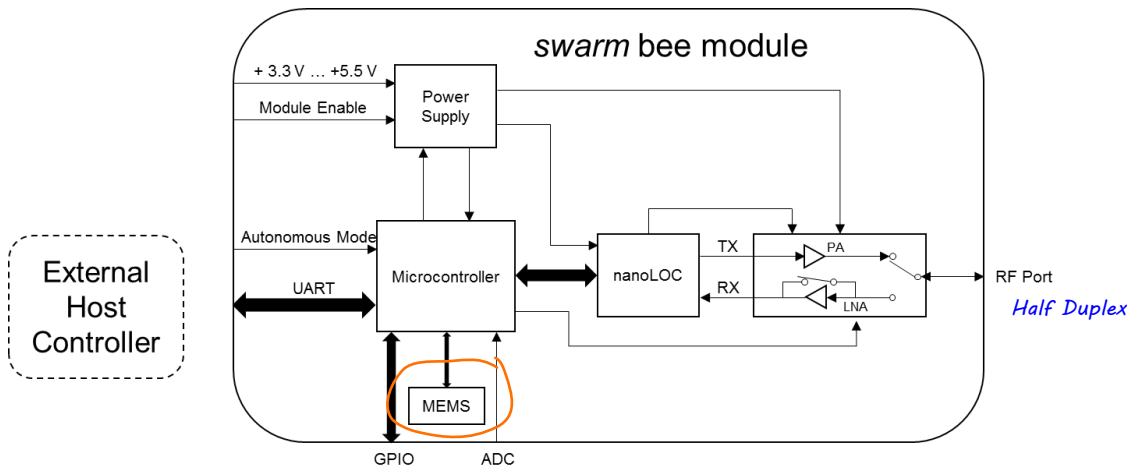 swarm bee module
+ 3.3 V … +5.5 V
Module Enable
Power
Supply
Autonomous Mode
Microcontroller
UART
External
Host
Controller
nanoLOC
TX
RX
PA
LNA
RF Port
Half Duplex
MEMS
GPIO
ADC